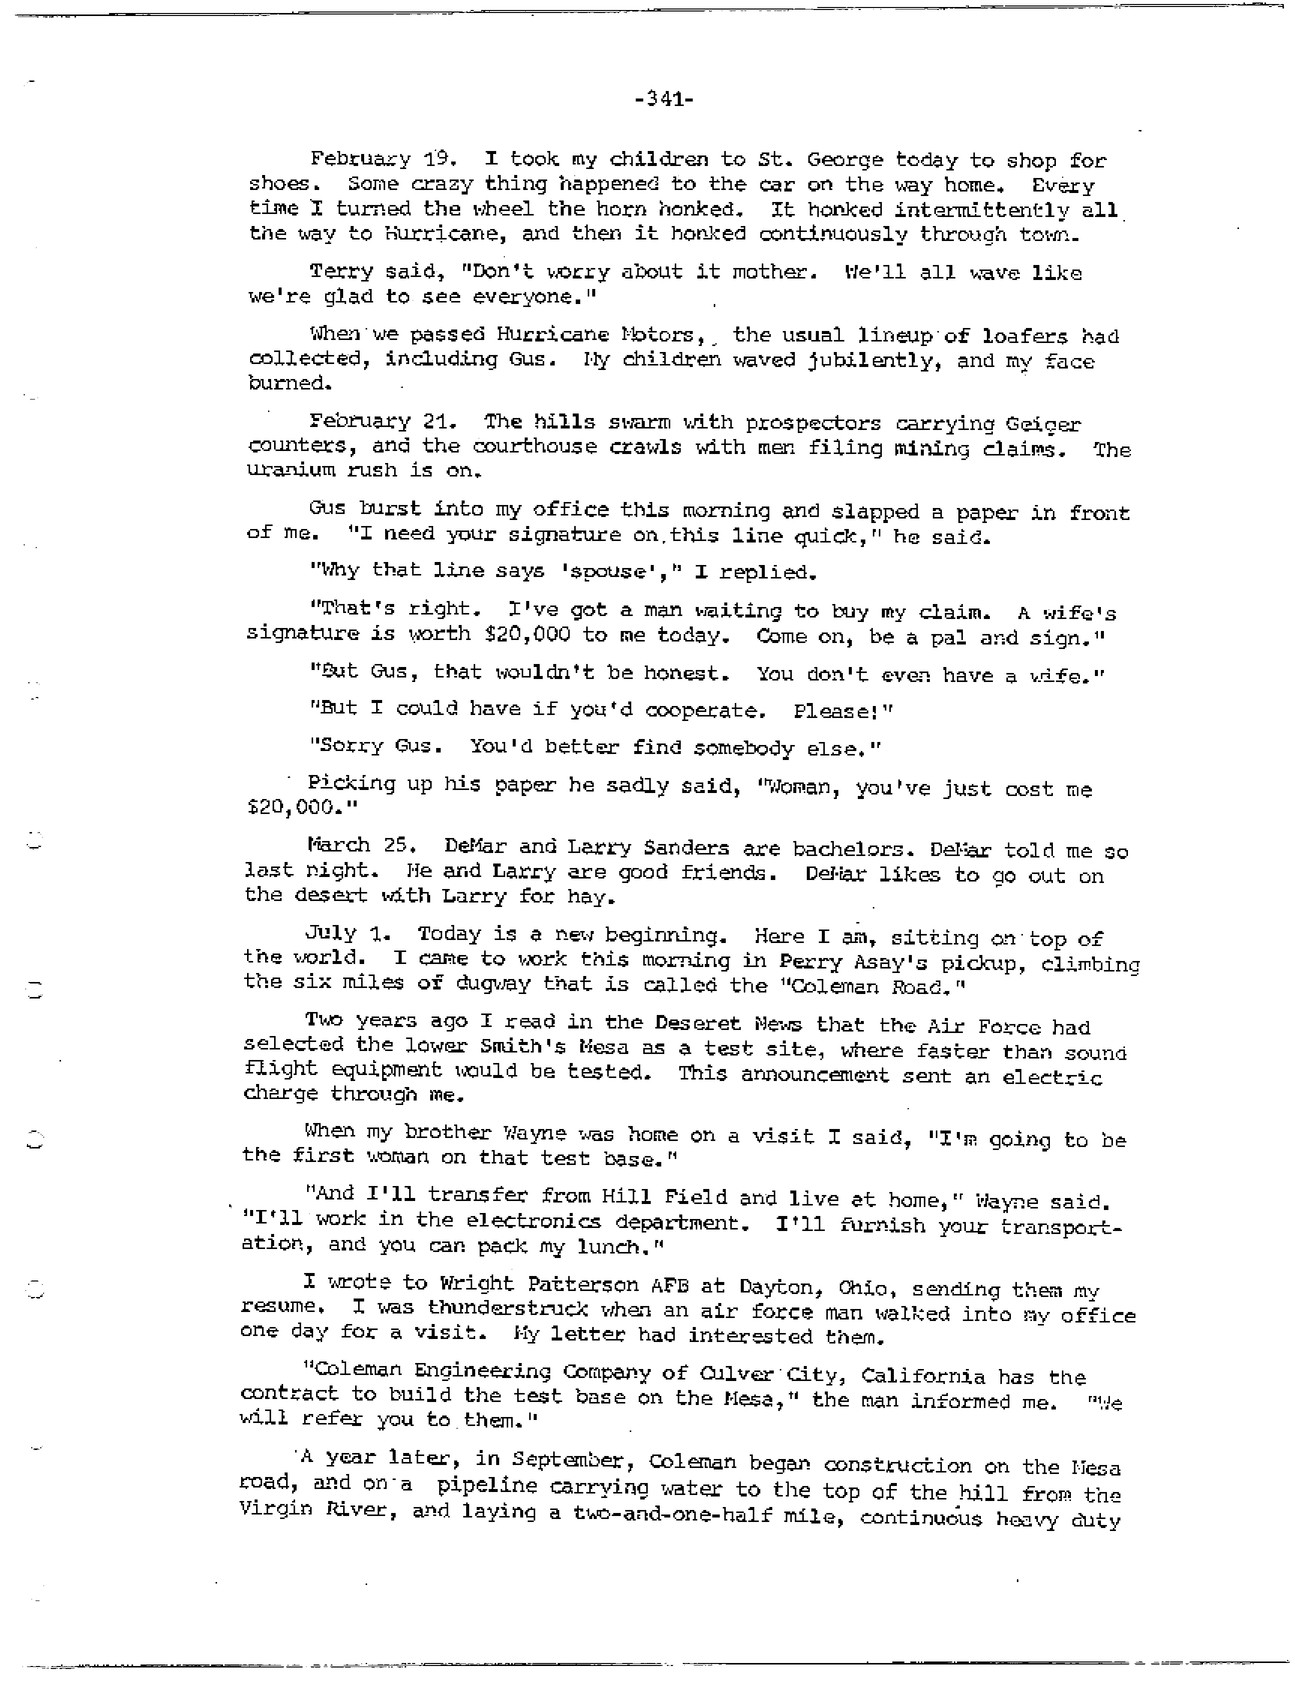 -341-
February 19. I took my children to St. George today to shop for
shoes. Some crazy thing happened to the car on the way home. Every
time I turned the wheel the horn honked. It honked intermittently all
the way to Hurricane, and then it honked continuously through town.
Terry said, "Don't worry about it mother. We'll all wave like
we're glad to see everyone."
When we passed Hurricane Motors, the usual lineup of loafers had
collected, including Gus. My children waved jubilently, and my face
burned.
February 21. The hills swarm with prospectors carrying Geiger
counters, and the courthouse crawls with men filing mining claims. The
uranium rush is on.
Gus burst into my office this morning and slapped a paper in front
of me. "I need your signature on this line quick," he said.
"Why that line says 'spouse'," I replied.
"That's right. I've got a man waiting to buy my claim. A wife's
signature is worth $20,000 to me today. Come on, be a pal and sign."
"But Gus, that wouldn't be honest. You don't even have a wife."
"But I could have if you'd cooperate. Please!"
"Sorry Gus. You'd better find somebody else."
Picking up his paper he sadly said, "Woman, you've just cost me
$20,000."
March 25. DeMar and Larry Sanders are bachelors. DeMar told me so
last night. He and Larry are good friends. DeMar likes to go out on
the desert with Larry for hay.
July 1. Today is a new beginning. Here I am, sitting on top of
the world. I came to work this morning in Perry Asay's pickup, climbing
the six miles of dugway that is called the "Coleman Road."
Two years ago I read in the Deseret News that the Air Force had
selected the lower Smith's Mesa as a test site, where faster than sound
flight equipment would be tested. This announcement sent an electric
charge through me.
When my brother Wayne was home on a visit I said, "I'm going to be
the first woman on that test base."
"And I'll transfer from Hill Field and live at home," Wayne said.
"I'll work in the electronics department. I'll furnish your transport-
ation, and you can pack my lunch."
I wrote to Wright Patterson AFB at Dayton, Ohio, sending them my
resume. I was thunderstruck when an air force man walked into my office
one day for a visit. My letter had interested them.
"Coleman Engineering Company of Culver City, California has the
contract to build the test base on the Mesa," the man informed me. "We
will refer you to them."
A year later, in September, Coleman began construction on the Mesa
road, and on a pipeline carrying water to the top of the hill from the
Virgin River, and laying a two-and-one-half mile, continuous heavy duty